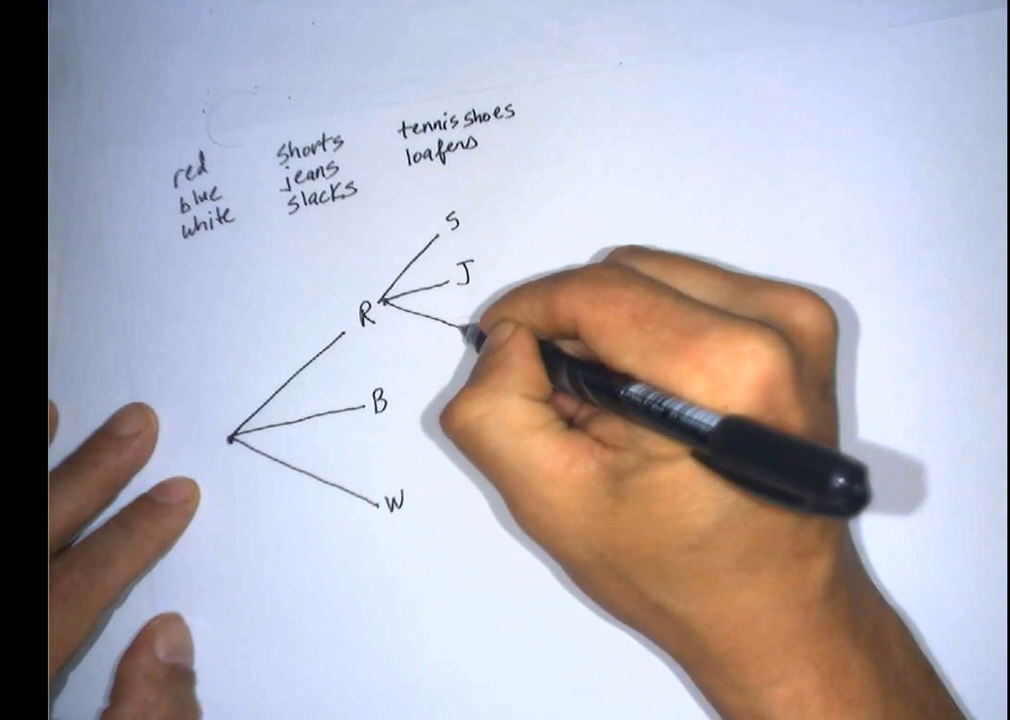 red
blue
white
shorts
jeans
slacks
tennis shoes
loafers
S
J
R
B
W